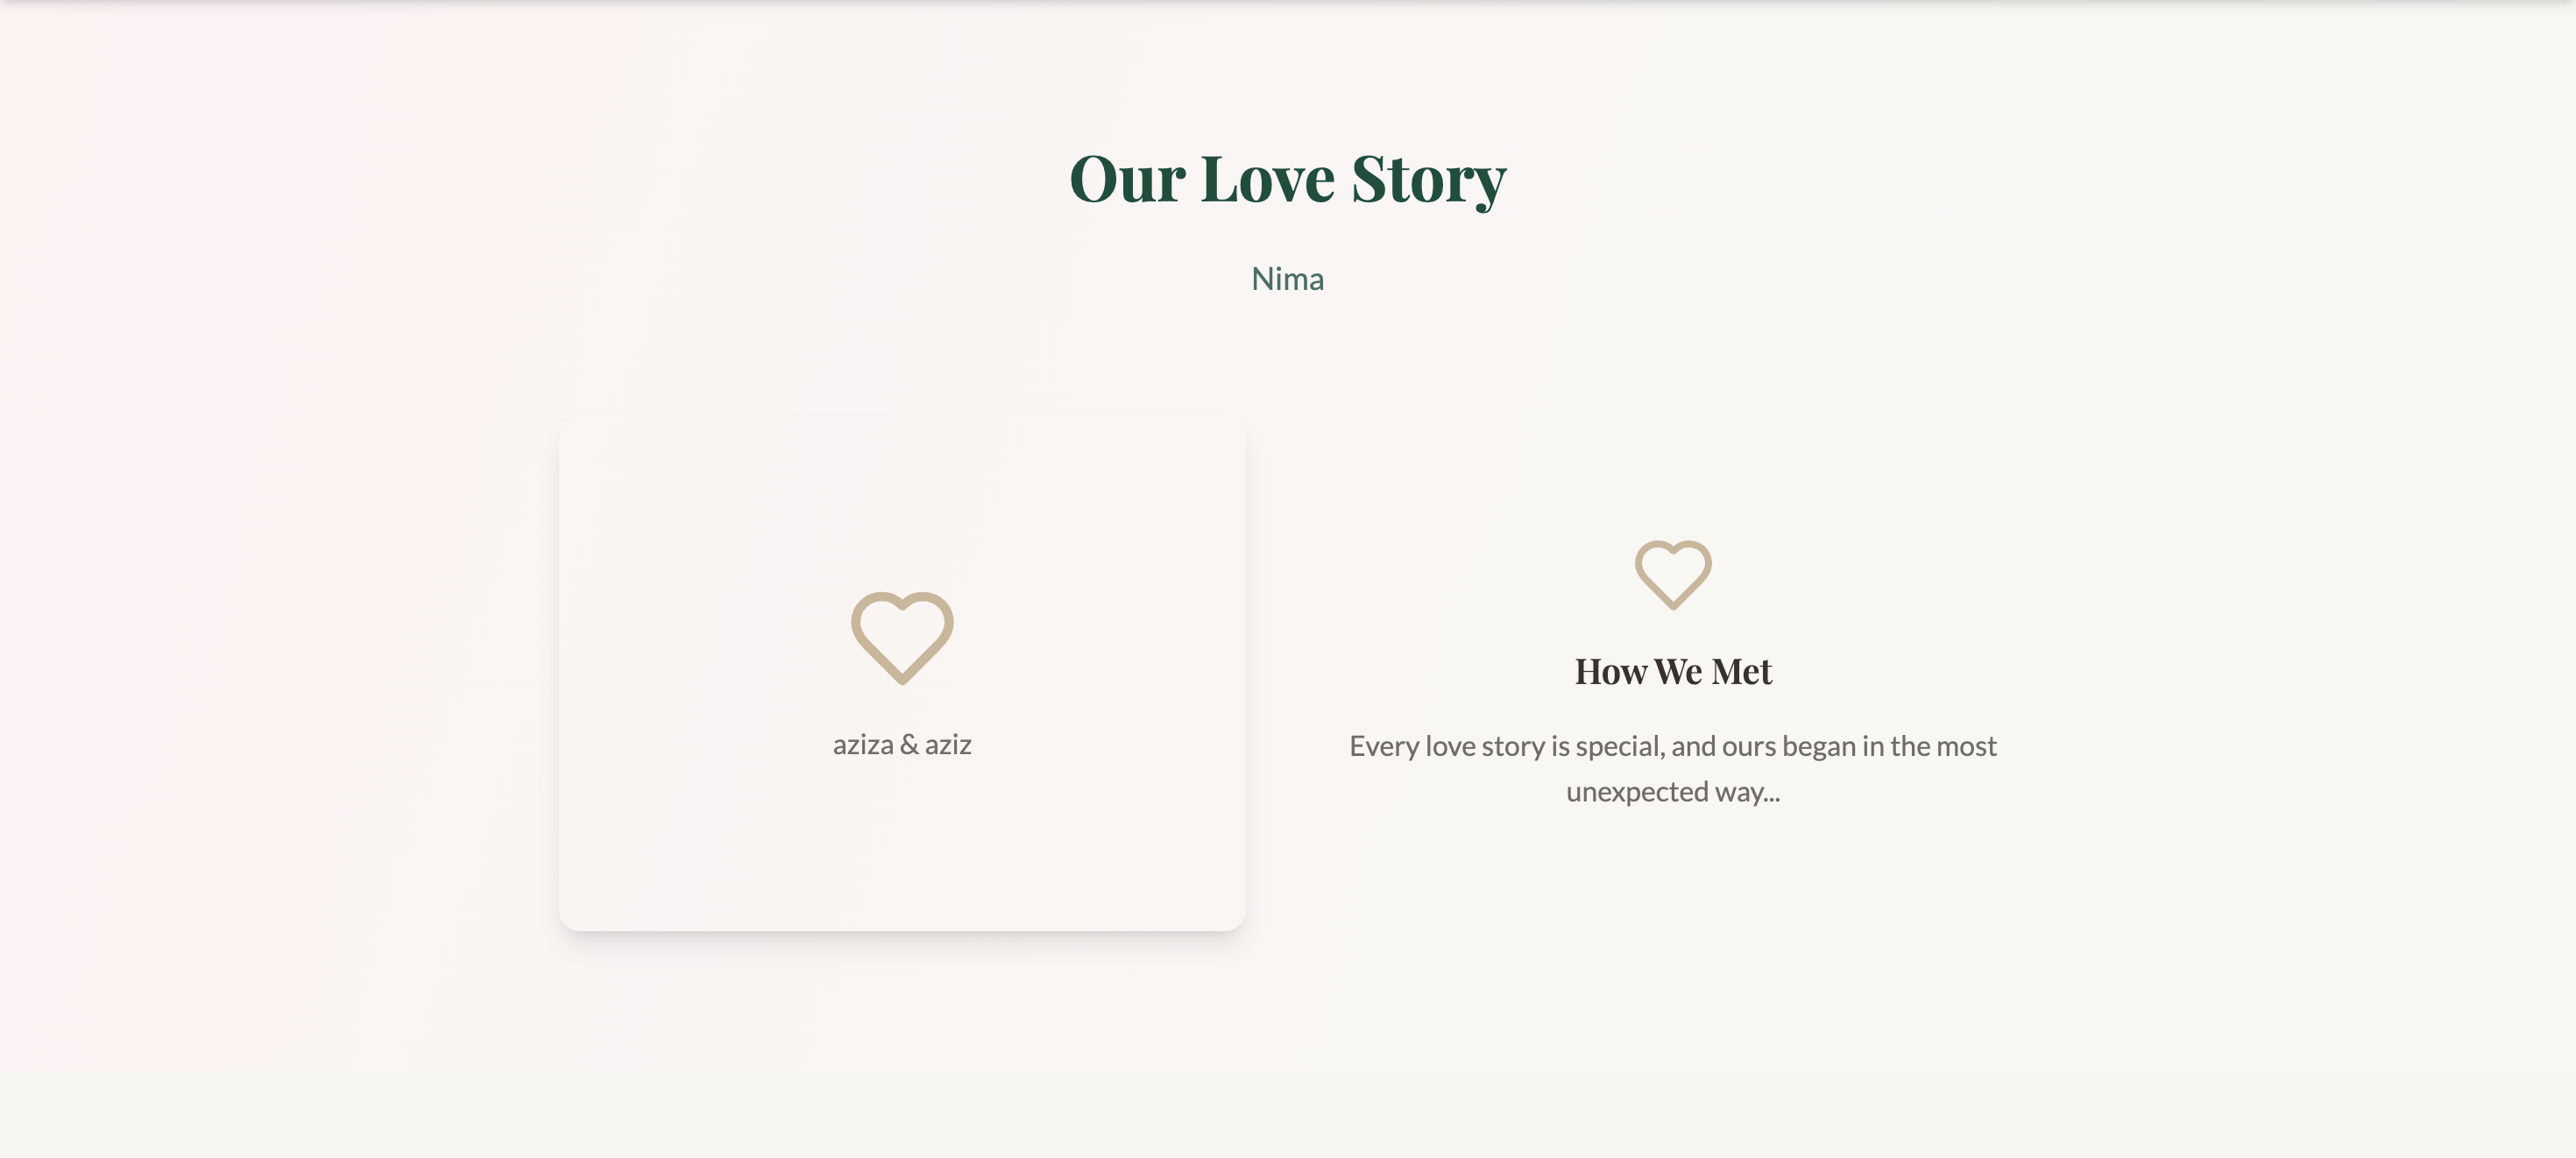 Our Love Story
Nima
aziza & aziz
How We Met
Every love story is special, and ours began in the most
unexpected way...